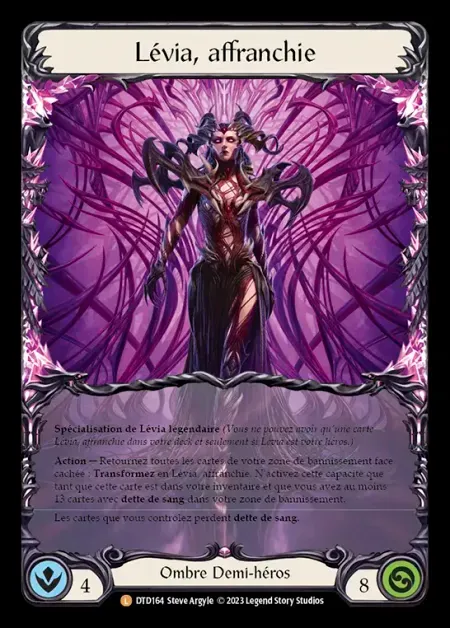 Lévia, affranchie
Spécialisation de Lévia légendaire (Vous ne pouvez avoir qu'une carte
Lévia, affranchie dans votre deck et seulement si Lévia est votre héros.)
Action — Retournez toutes les cartes de votre zone de bannissement face
cachée : Transformez en Lévia, affranchie. N'activez cette capacité que
tant que cette carte est dans votre inventaire et que vous avez au moins
13 cartes avec dette de sang dans votre zone de bannissement.
Les cartes que vous contrôlez perdent dette de sang.
4
Ombre Demi-héros
8
L DTD164 Steve Argyle © 2023 Legend Story Studios